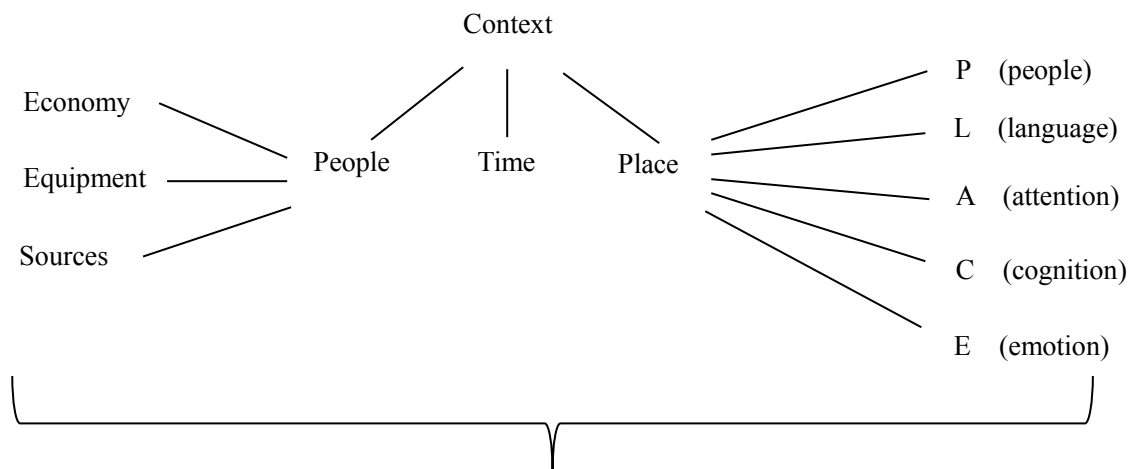 Context
Economy
Equipment
Sources
People
Time
Place
P (people)
L (language)
A (attention)
C (cognition)
E (emotion)